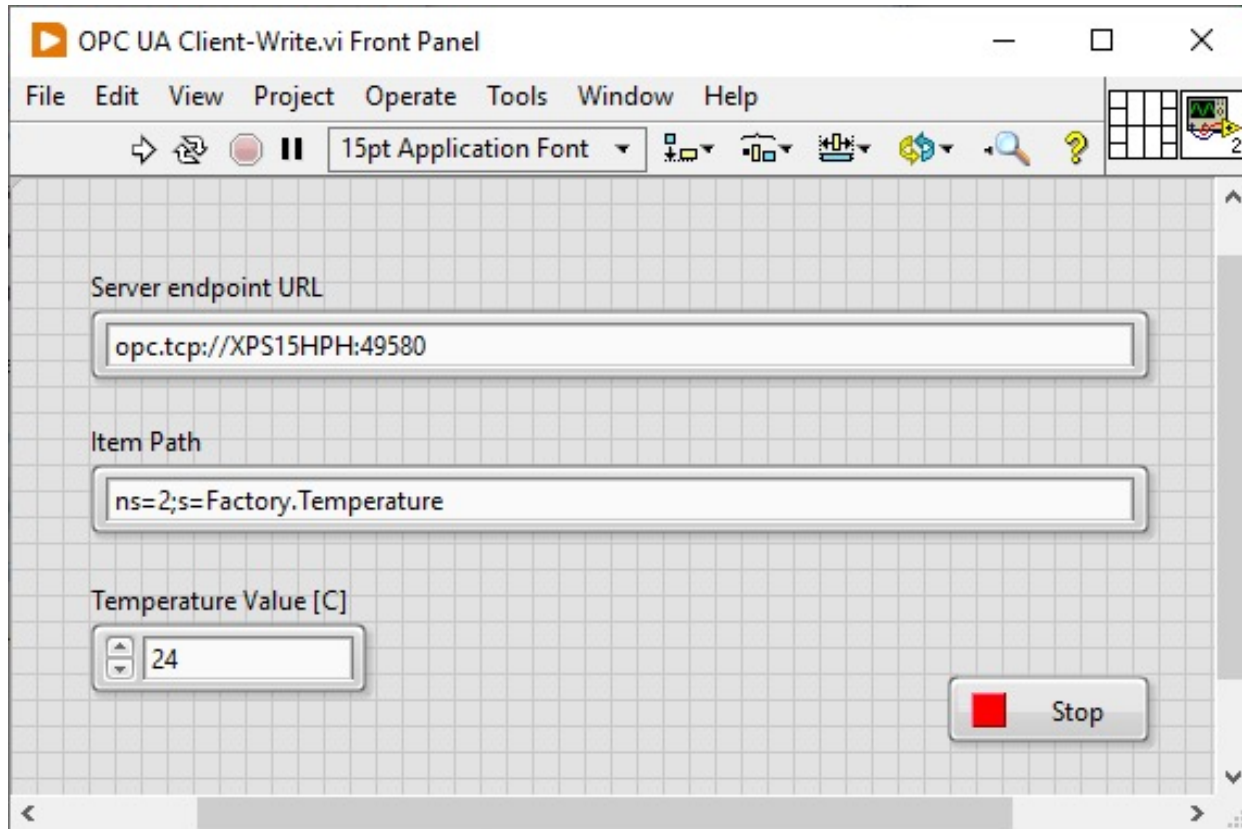 OPC UA Client-Write.vi Front Panel
File Edit View Project Operate Tools Window Help
15pt Application Font
2
Server endpoint URL
opc.tcp://XPS15HPH:49580
Item Path
ns=2;s=Factory.Temperature
Temperature Value [C]
24
Stop